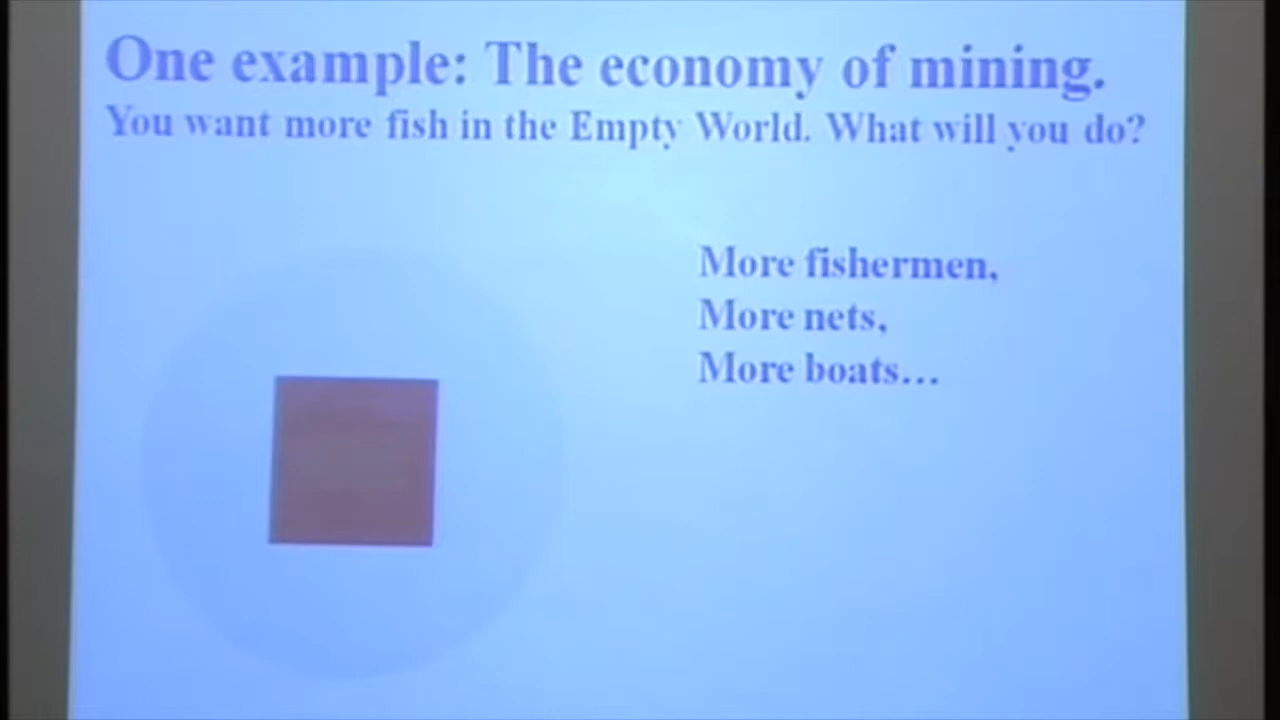 One example: The economy of mining.
You want more fish in the Empty World. What will you do?
More fishermen,
More nets,
More boats...